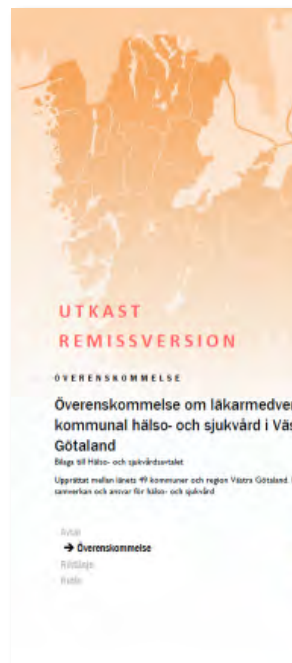 UTKAST
REMISSVERSION
ÖVERENSKOMMELSE
Överenskommelse om läkarmedver
kommunal hälso- och sjukvård i Väs
Götaland
Bilaga till Hälso- och sjukvårdsavtalet
Upprättat mellan länets 49 kommuner och region Västra Götaland.
samverkan och ansvar för hälso- och sjukvård
Avtal
→ Överenskommelse
Riktlinje
Rutin